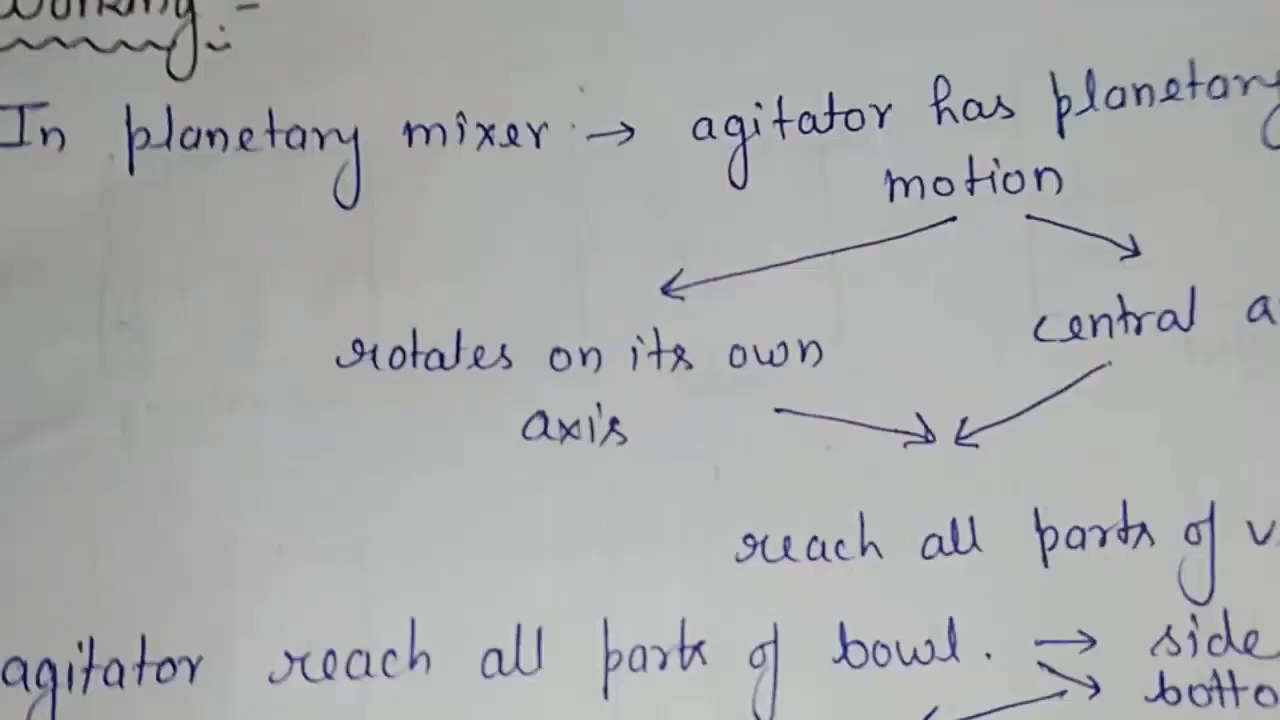 Working :-
In planetary mixer → agitator has planetary
motion
rotates on its own
axis
central a
reach all parts of v
agitator reach all parts of bowl. → side
botto